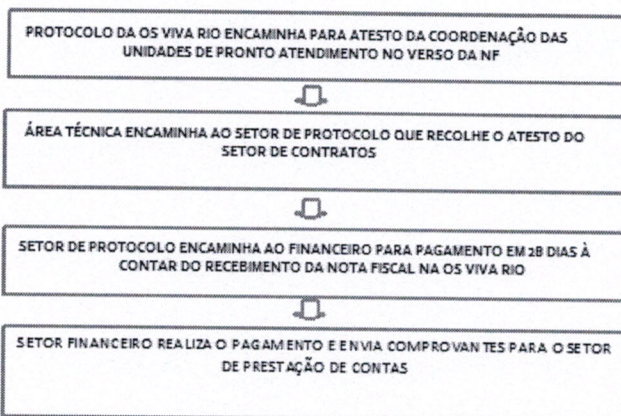 PROTOCOLO DA OS VIVA RIO ENCAMINHA PARA ATESTO DA COORDENAÇÃO DAS
UNIDADES DE PRONTO ATENDIMENTO NO VERSO DA NF
ÁREA TÉCNICA ENCAMINHA AO SETOR DE PROTOCOLO QUE RECOLHE O ATESTO DO
SETOR DE CONTRATOS
SETOR DE PROTOCOLO ENCAMINHA AO FINANCEIRO PARA PAGAMENTO EM 28 DIAS À
CONTAR DO RECEBIMENTO DA NOTA FISCAL NA OS VIVA RIO
SETOR FINANCEIRO REALIZA O PAGAMENTO E ENVIA COMPROVANTES PARA O SETOR
DE PRESTAÇÃO DE CONTAS